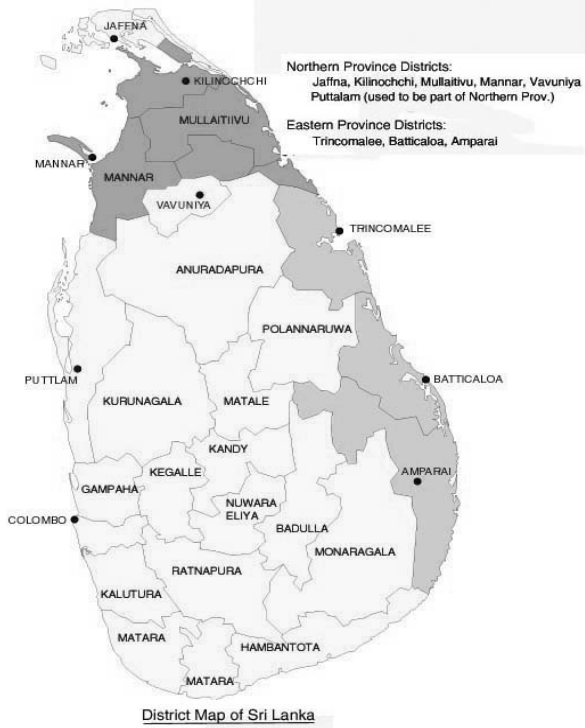 JAFFNA
Northern Province Districts:
Jaffna, Kilinochchi, Mullaitivu, Mannar, Vavuniya
Puttalam (used to be part of Northern Prov.)
KILINOCHCHI
Eastern Province Districts:
Trincomalee, Batticaloa, Amparai
MULLAITIIVU
MANNAR
MANNAR
VAVUNIYA
TRINCOMALEE
ANURADAPURA
POLANNARUWA
PUTTLAM
BATTICALOA
KURUNAGALA
MATALE
KANDY
KEGALLE
AMPARAI
GAMPAHA
NUWARA
ELIYA
COLOMBO
BADULLA
MONARAGALA
RATNAPURA
KALUTURA
MATARA
HAMBANTOTA
MATARA
District Map of Sri Lanka